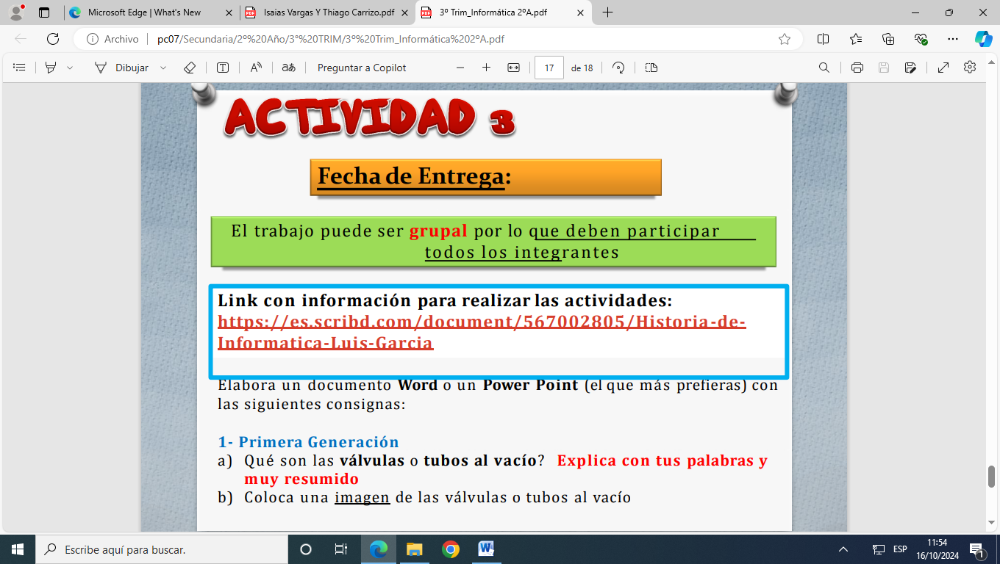 Microsoft Edge | What's New
Isaias Vargas Y Thiago Carrizo.pdf
3º Trim_Informática 2ºA.pdf
Archivo
pc07/Secundaria/2º%20Año/3°%20TRIM/3º%20Trim_Informática%202ºA.pdf
Dibujar
aあ
Preguntar a Copilot
17
de 18
ACTIVIDAD 3
Fecha de Entrega:
El trabajo puede ser grupal por lo que deben participar
todos los integrantes
Link con información para realizar las actividades:
https://es.scribd.com/document/567002805/Historia-de-
Informatica-Luis-Garcia
Elabora un documento Word o un Power Point (el que más prefieras) con
las siguientes consignas:
1- Primera Generación
a) Qué son las válvulas o tubos al vacío? Explica con tus palabras y
muy resumido
b) Coloca una imagen de las válvulas o tubos al vacío
Escribe aquí para buscar.
ESP
11:54
16/10/2024
1